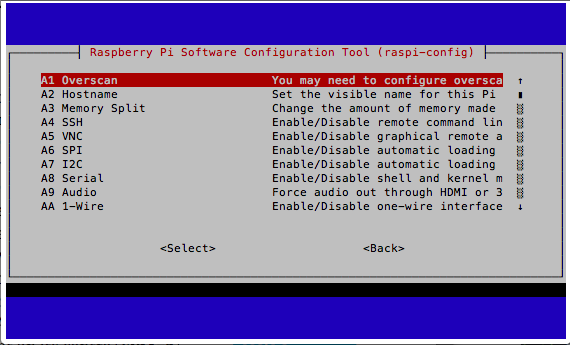 Raspberry Pi Software Configuration Tool (raspi-config)
A1 Overscan You may need to configure oversca
A2 Hostname Set the visible name for this Pi
A3 Memory Split Change the amount of memory made
A4 SSH Enable/Disable remote command lin
A5 VNC Enable/Disable graphical remote a
A6 SPI Enable/Disable automatic loading
A7 I2C Enable/Disable automatic loading
A8 Serial Enable/Disable shell and kernel m
A9 Audio Force audio out through HDMI or 3
AA 1-Wire Enable/Disable one-wire interface
<Select> <Back>